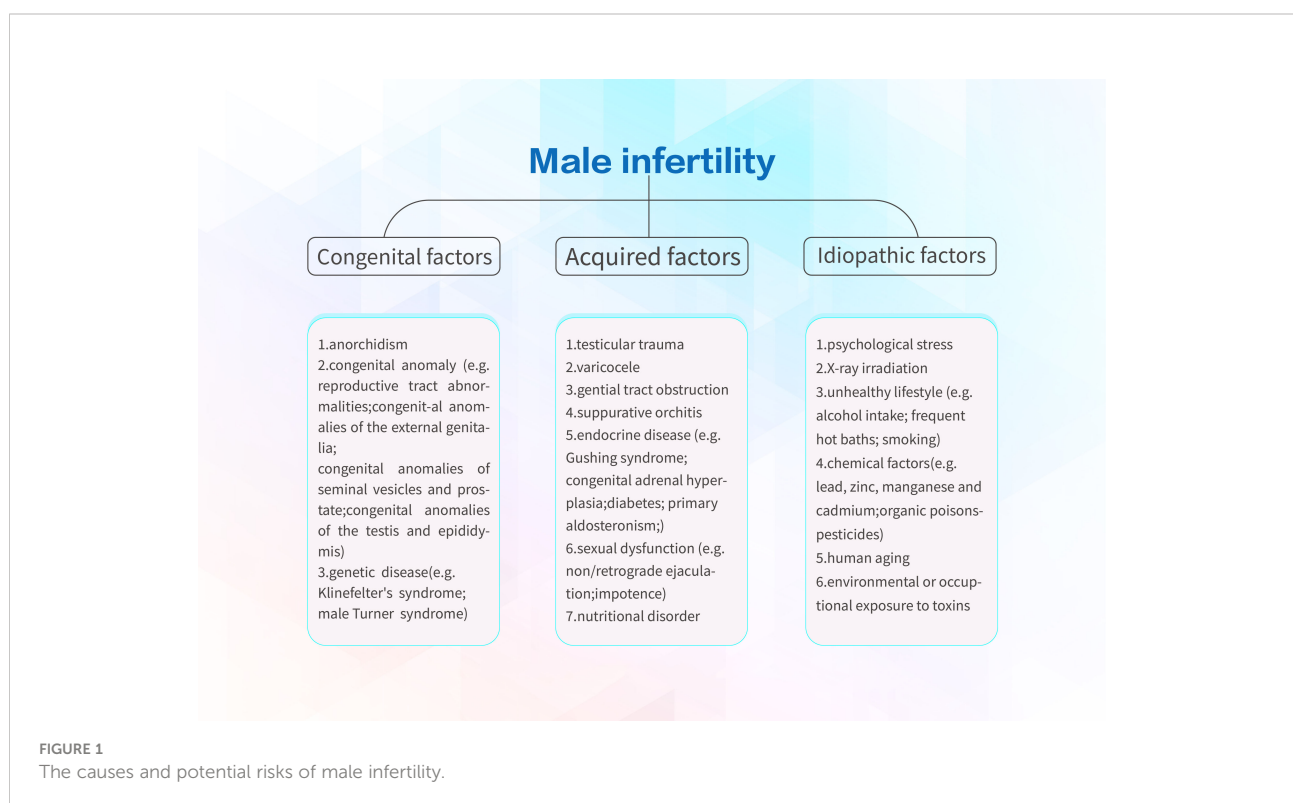 Male infertility
Congenital factors
1.anorchidism
2.congenital anomaly (e.g.
reproductive tract abnor-
malities;congenit-al anom-
alies of the external genita-
lia;
congenital anomalies of
seminal vesicles and pros-
tate;congenital anomalies
of the testis and epididy-
mis)
3.genetic disease(e.g.
Klinefelter's syndrome;
male Turner syndrome)
Acquired factors
1.testicular trauma
2.varicocele
3.gential tract obstruction
4.suppurative orchitis
5.endocrine disease (e.g.
Gushing syndrome;
congenital adrenal hyper-
plasia;diabetes; primary
aldosteronism;)
6.sexual dysfunction (e.g.
non/retrograde ejacula-
tion;impotence)
7.nutritional disorder
Idiopathic factors
1.psychological stress
2.X-ray irradiation
3.unhealthy lifestyle (e.g.
alcohol intake; frequent
hot baths; smoking)
4.chemical factors(e.g.
lead, zinc, manganese and
cadmium;organic poisons-
pesticides)
5.human aging
6.environmental or occup-
tional exposure to toxins
FIGURE 1
The causes and potential risks of male infertility.